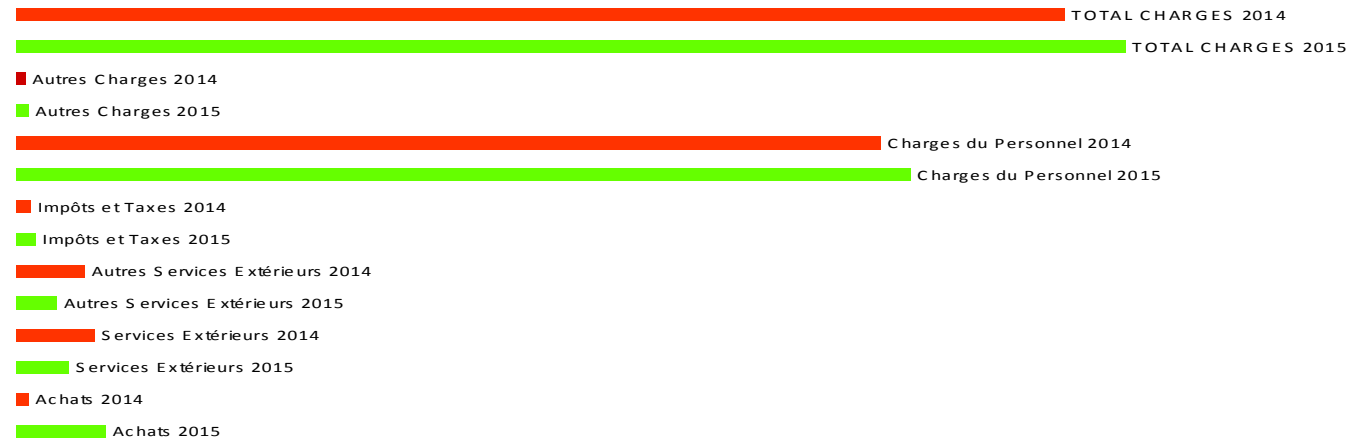 TOTAL CHARGES 2014
TOTAL CHARGES 2015
Autres Charges 2014
Autres Charges 2015
Charges du Personnel 2014
Charges du Personnel 2015
Impôts et Taxes 2014
Impôts et Taxes 2015
Autres Services Extérieurs 2014
Autres Services Extérieurs 2015
Services Extérieurs 2014
Services Extérieurs 2015
Achats 2014
Achats 2015